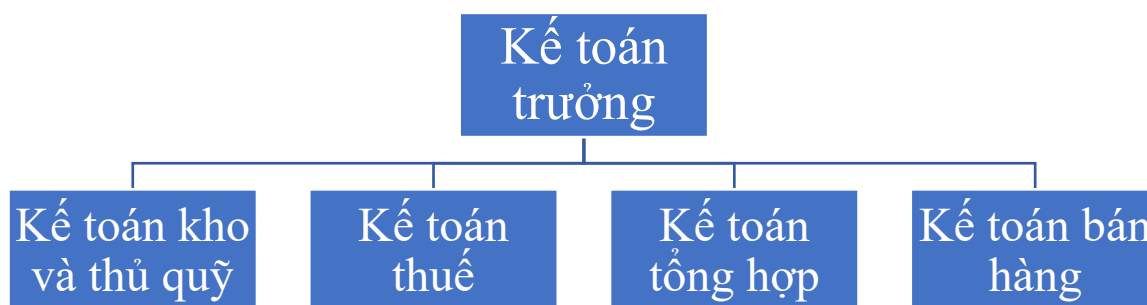 Kế toán
trưởng
Kế toán kho
và thủ quỹ
Kế toán
thuế
Kế toán
tổng hợp
Kế toán bán
hàng